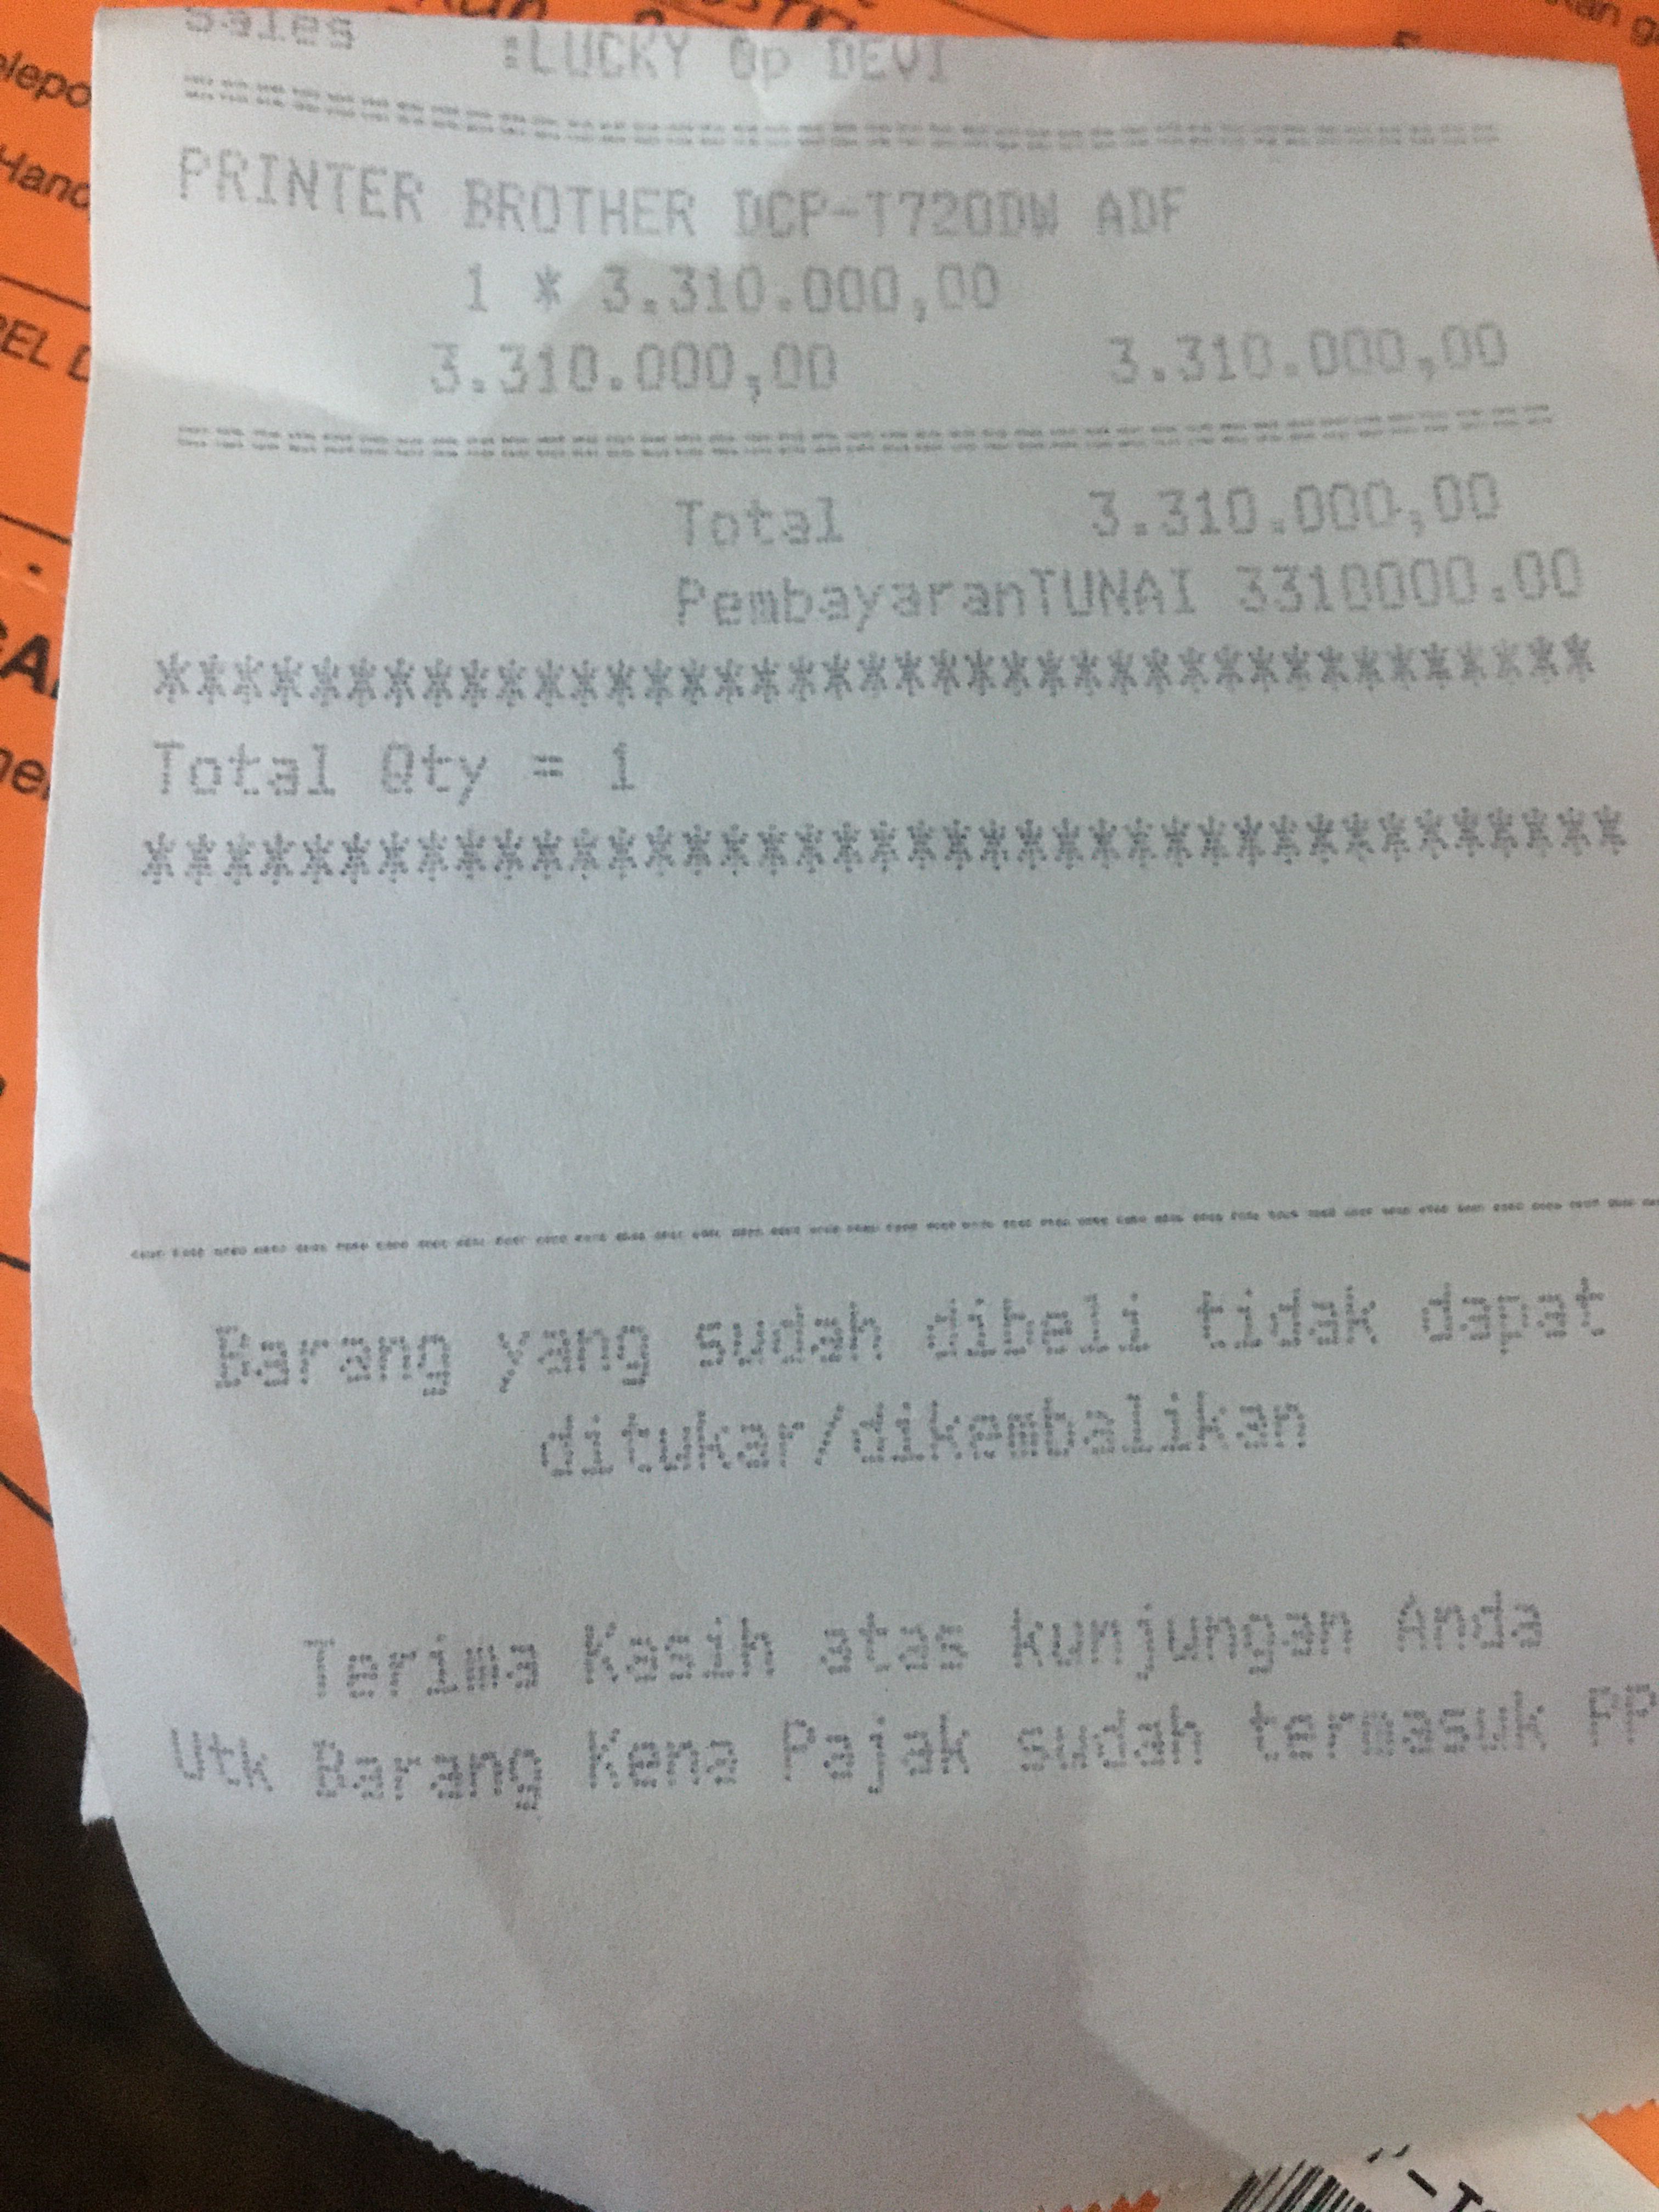 Sales :LUCKY Op DEVI
PRINTER BROTHER DCP-T720DW ADF
1 * 3.310.000,00
3.310.000,00 3.310.000,00
Total 3.310.000,00
PembayaranTUNAI 3310000.00
**************************************
Total Qty = 1
**************************************
Barang yang sudah dibeli tidak dapat
ditukar/dikembalikan
Terima Kasih atas kunjungan Anda
Utk Barang Kena Pajak sudah termasuk PP